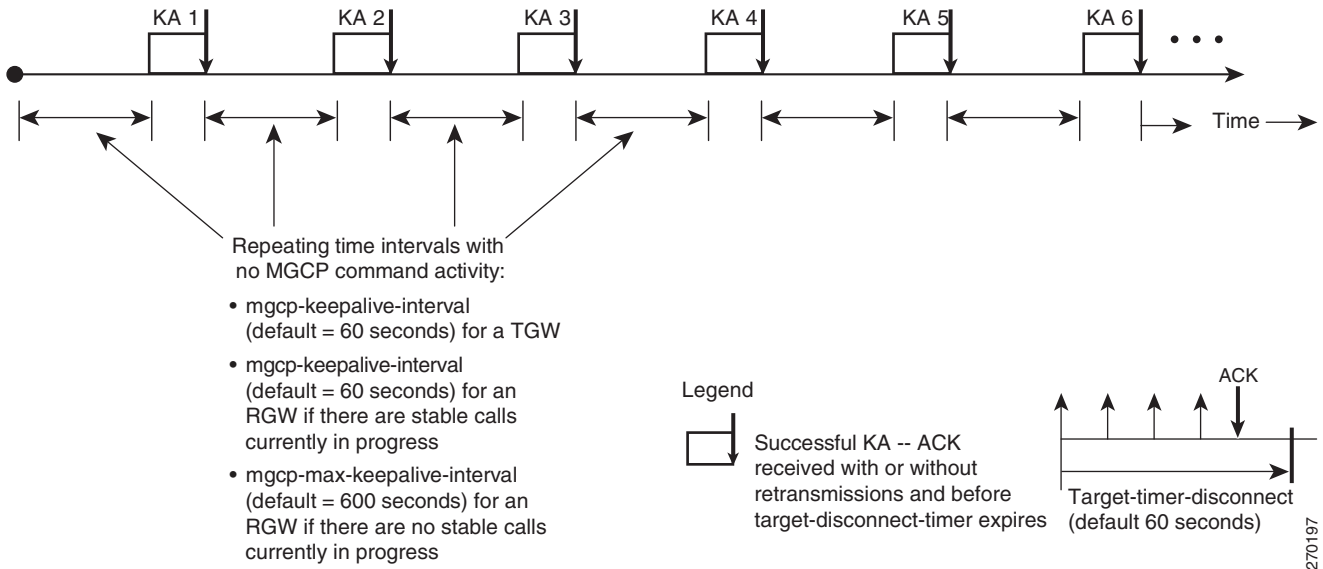 KA 1 KA 2 KA 3 KA 4 KA 5 KA 6
Time
Repeating time intervals with
no MGCP command activity:
• mgcp-keepalive-interval
(default = 60 seconds) for a TGW
• mgcp-keepalive-interval
(default = 60 seconds) for an
RGW if there are stable calls
currently in progress
• mgcp-max-keepalive-interval
(default = 600 seconds) for an
RGW if there are no stable calls
currently in progress
Legend
Successful KA -- ACK
received with or without
retransmissions and before
target-disconnect-timer expires
ACK
Target-timer-disconnect
(default 60 seconds)
270197